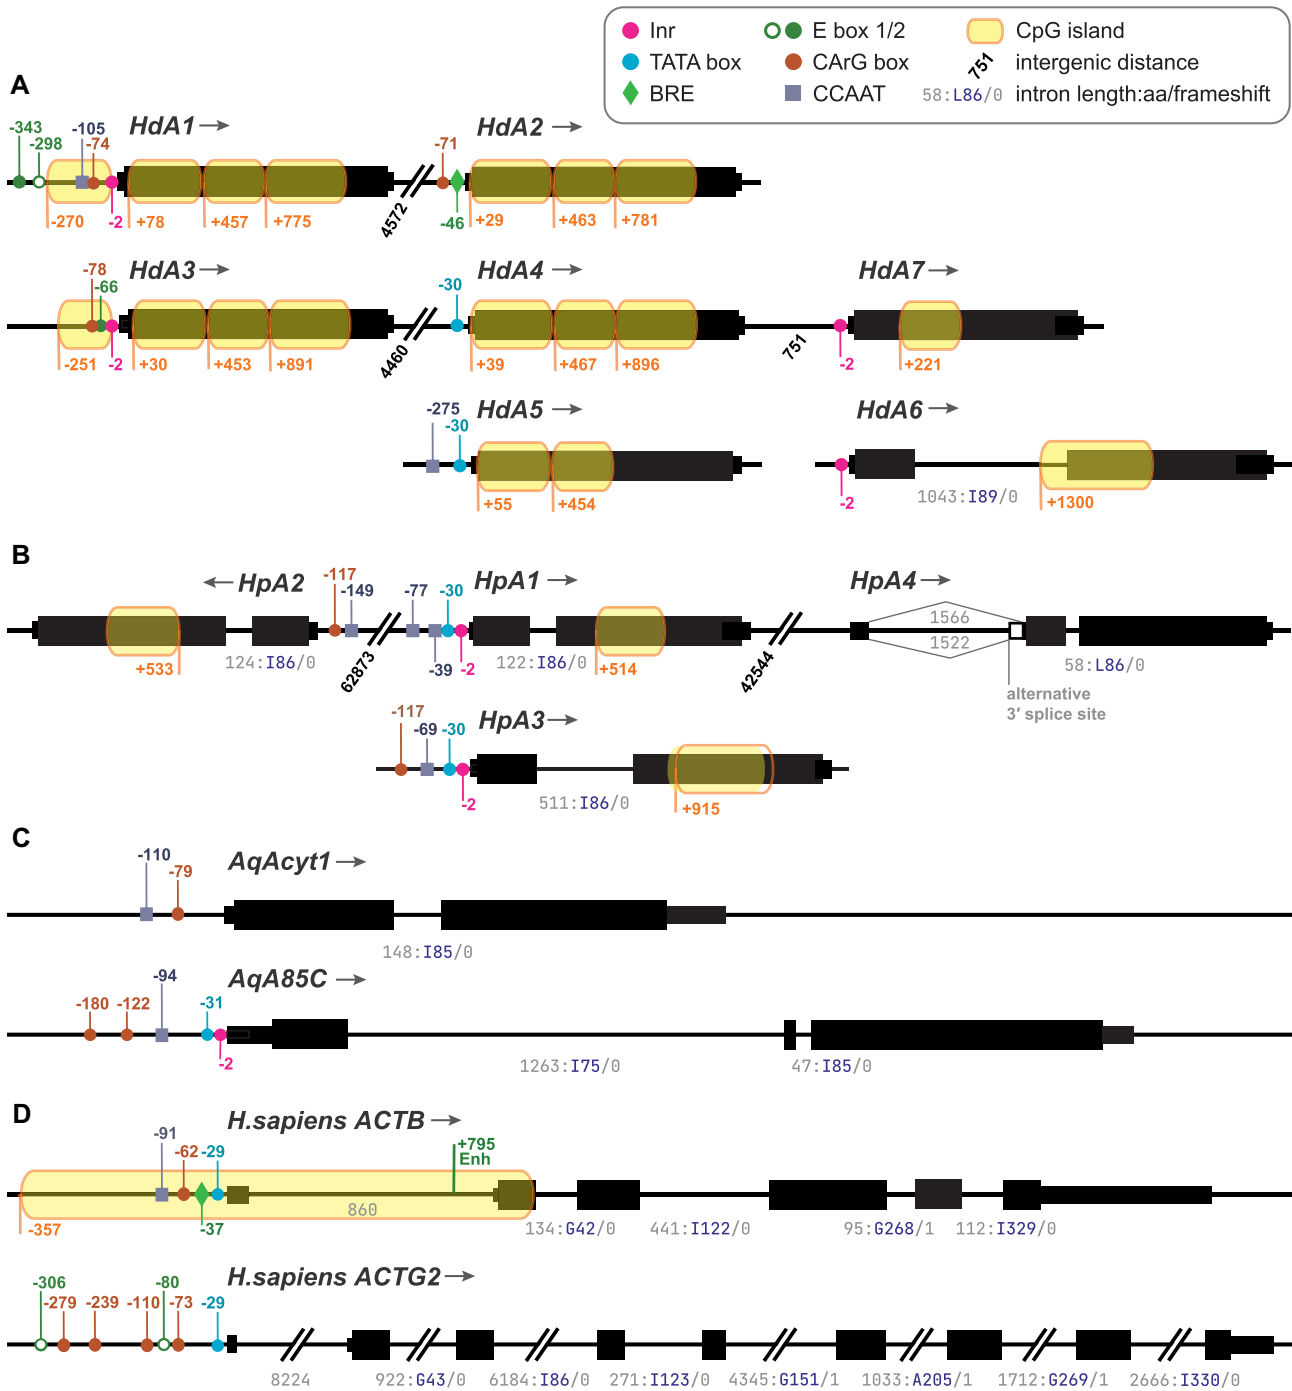 Inr
E box 1/2
CpG island
TATA box
CArG box
751
intergenic distance
BRE
CCAAT
58:L86/0
intron length:aa/frameshift
A
-343
-298
-105
-74
HdA1
-71
HdA2
-270
-2
+78
+457
+775
4572
-46
+29
+463
+781
-78
-66
HdA3
-30
HdA4
HdA7
-251
-2
+30
+453
+891
4460
+39
+467
+896
751
-2
+221
-275
-30
HdA5
HdA6
+55
+454
-2
1043:I89/0
+1300
B
HpA2
-117
-149
-77
-30
HpA1
HpA4
1566
1522
+533
124:I86/0
62873
-39
-2
122:I86/0
+514
42544
58:L86/0
alternative
3′ splice site
-117
-69
-30
HpA3
-2
511:I86/0
+915
C
-110
-79
AqAcyt1
148:I85/0
-180
-122
-94
-31
AqA85C
-2
1263:I75/0
47:I85/0
D
-91
-62
-29
H.sapiens ACTB
+795
Enh
-357
-37
860
134:G42/0
441:I122/0
95:G268/1
112:I329/0
-306
-279
-239
-110
-80
-73
-29
H.sapiens ACTG2
8224
922:G43/0
6184:I86/0
271:I123/0
4345:G151/1
1033:A205/1
1712:G269/1
2666:I330/0